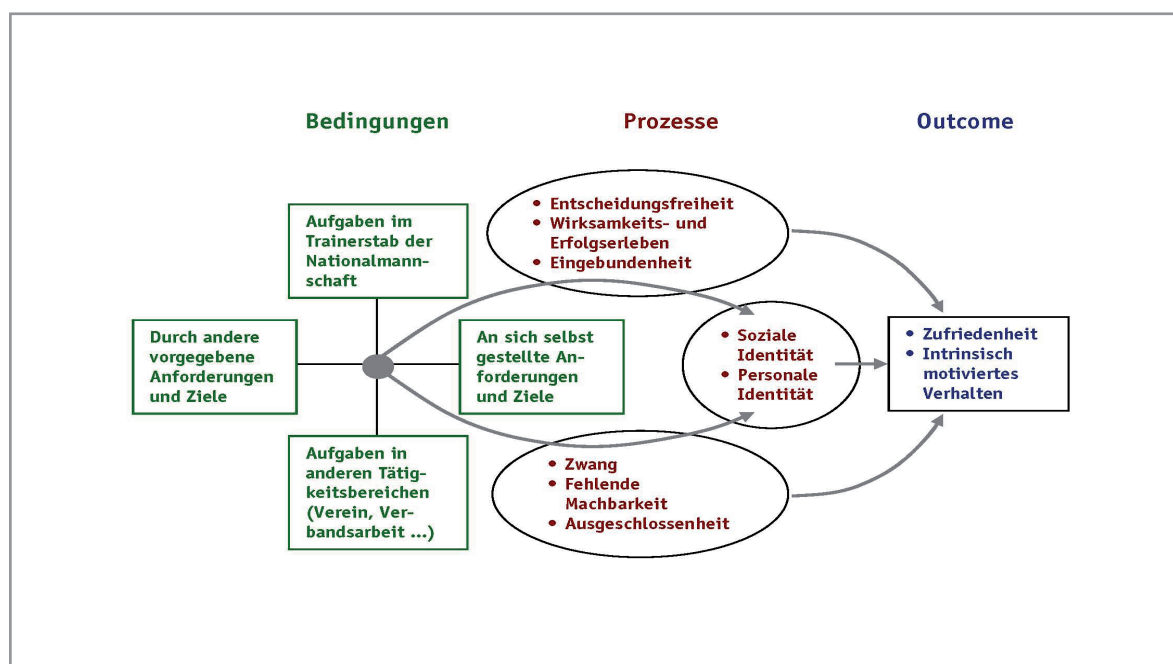 Bedingungen
Prozesse
Outcome
Aufgaben im
Trainerstab der
Nationalmann-
schaft
Durch andere
vorgegebene
Anforderungen
und Ziele
An sich selbst
gestellte An-
forderungen
und Ziele
Aufgaben in
anderen Tätig-
keitsbereichen
(Verein, Ver-
bandsarbeit ...)
• Entscheidungsfreiheit
• Wirksamkeits- und
Erfolgserleben
• Eingebundenheit
• Soziale
Identität
• Personale
Identität
• Zwang
• Fehlende
Machbarkeit
• Ausgeschlossenheit
• Zufriedenheit
• Intrinsisch
motiviertes
Verhalten